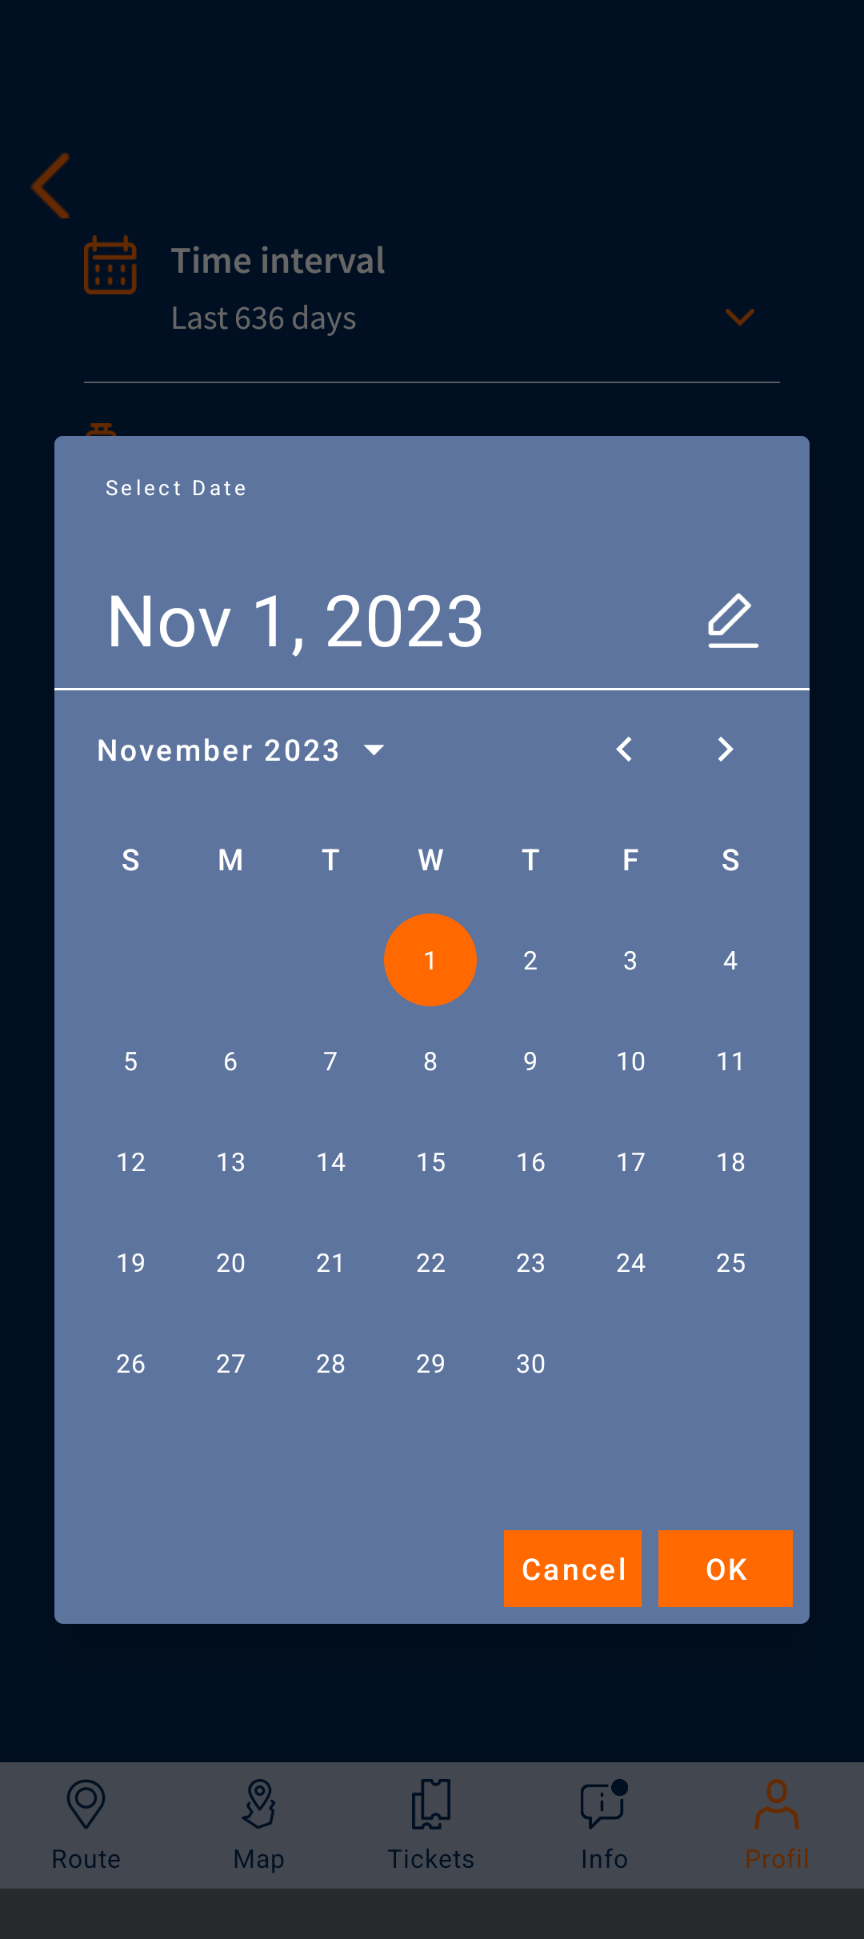 Time interval
Last 636 days
Select Date
Nov 1, 2023
November 2023
S M T W T F S
1 2 3 4
5 6 7 8 9 10 11
12 13 14 15 16 17 18
19 20 21 22 23 24 25
26 27 28 29 30
Cancel OK
Route Map Tickets Info Profil